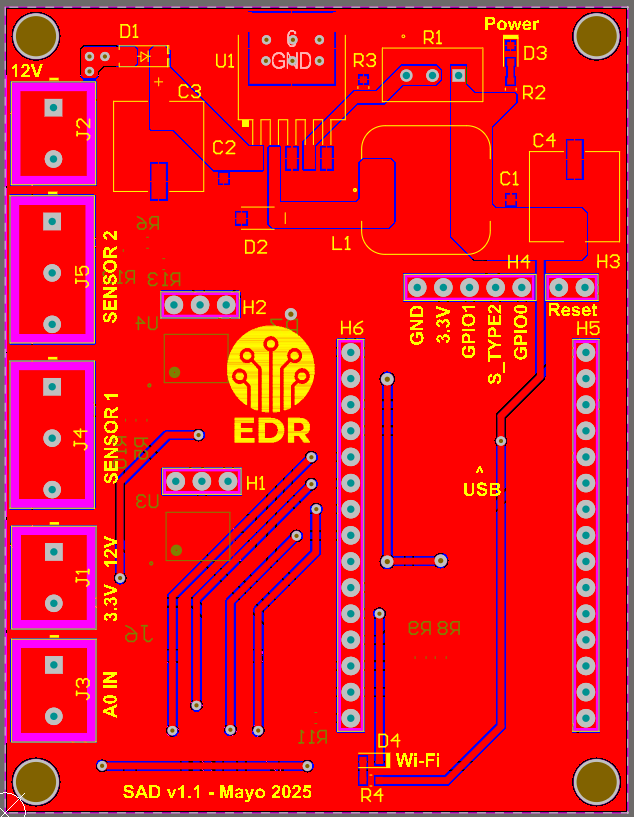 D1
Power
12V
U1
6
GND
R3
R1
D3
R2
C3
J2
C2
C4
C1
D2
L1
R6
SENSOR 2
J5
R13
H4
H3
H2
GND
3.3V
GPIO1
S_TYPE2
GPIO0
Reset
U4
H6
H5
EDR
SENSOR 1
J4
H1
U3
^
USB
J1
3.3V 12V
J6
R8
R9
J3
A0 IN
R11
D4
Wi-Fi
R4
SAD v1.1 - Mayo 2025